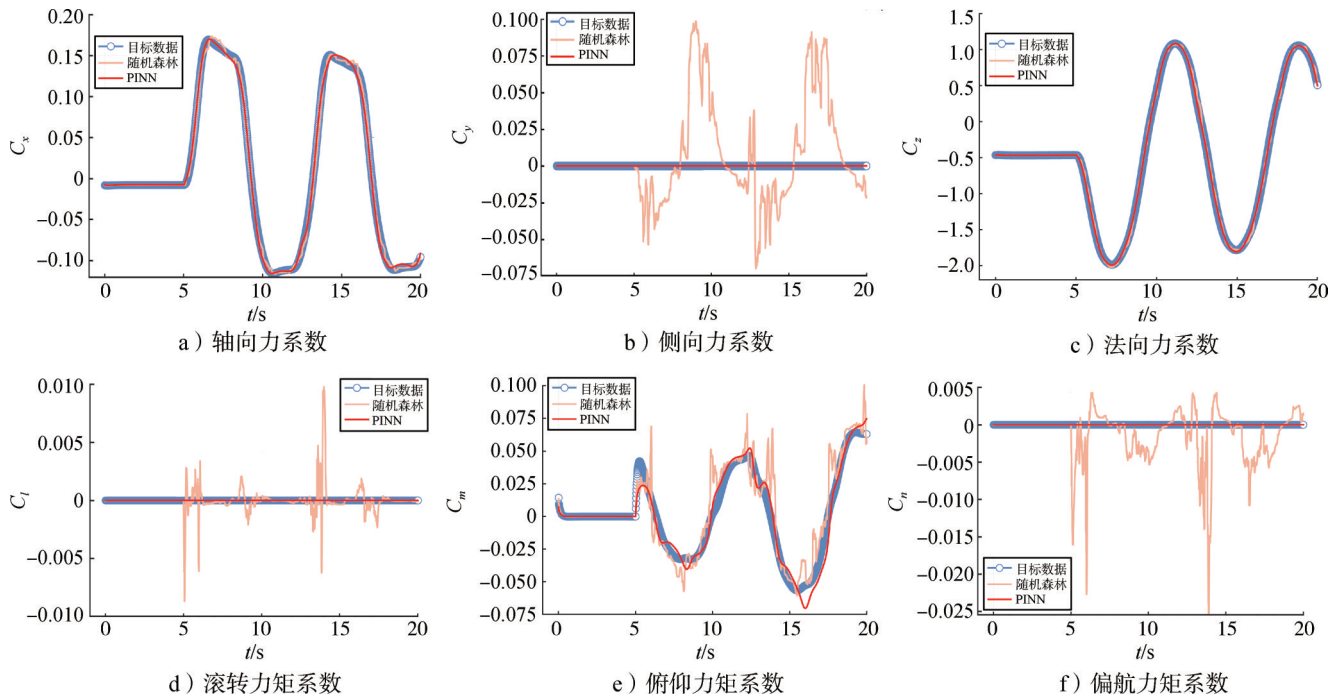 0.20
0.15
0.10
0.05
0
−0.05
−0.10
C_x
目标数据
随机森林
PINN
0 5 10 15 20
t/s
a）轴向力系数
0.100
0.075
0.050
0.025
0
−0.025
−0.050
−0.075
C_y
目标数据
随机森林
PINN
0 5 10 15 20
t/s
b）侧向力系数
1.5
1.0
0.5
0
−0.5
−1.0
−1.5
−2.0
C_z
目标数据
随机森林
PINN
0 5 10 15 20
t/s
c）法向力系数
0.010
0.005
0
−0.005
−0.010
C_l
目标数据
随机森林
PINN
0 5 10 15 20
t/s
d）滚转力矩系数
0.100
0.075
0.050
0.025
0
−0.025
−0.050
−0.075
C_m
目标数据
随机森林
PINN
0 5 10 15 20
t/s
e）俯仰力矩系数
0.005
0
−0.005
−0.010
−0.015
−0.020
−0.025
C_n
目标数据
随机森林
PINN
0 5 10 15 20
t/s
f）偏航力矩系数